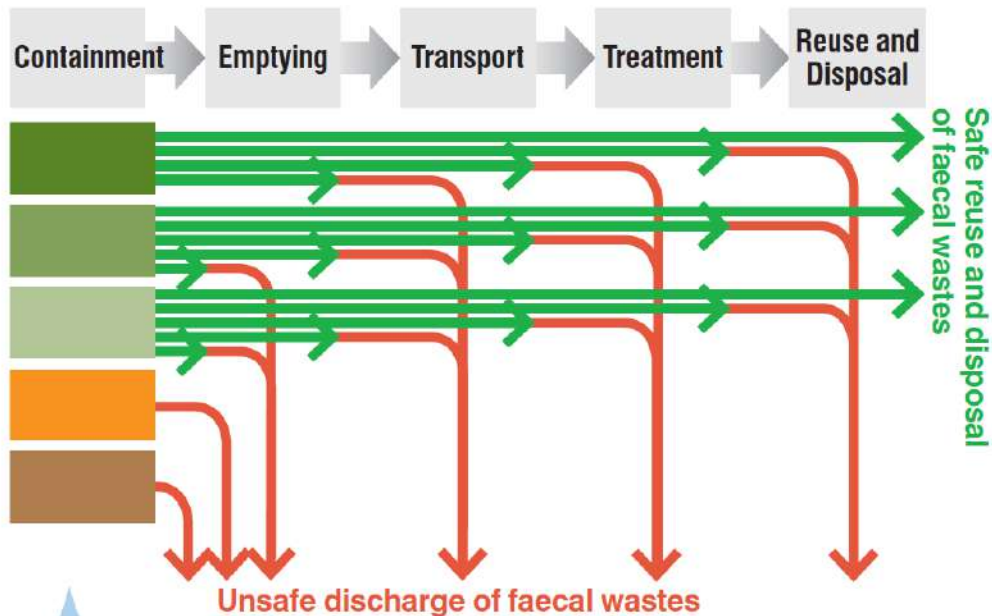 Containment
Emptying
Transport
Treatment
Reuse and
Disposal
Safe reuse and disposal
of faecal wastes
Unsafe discharge of faecal wastes